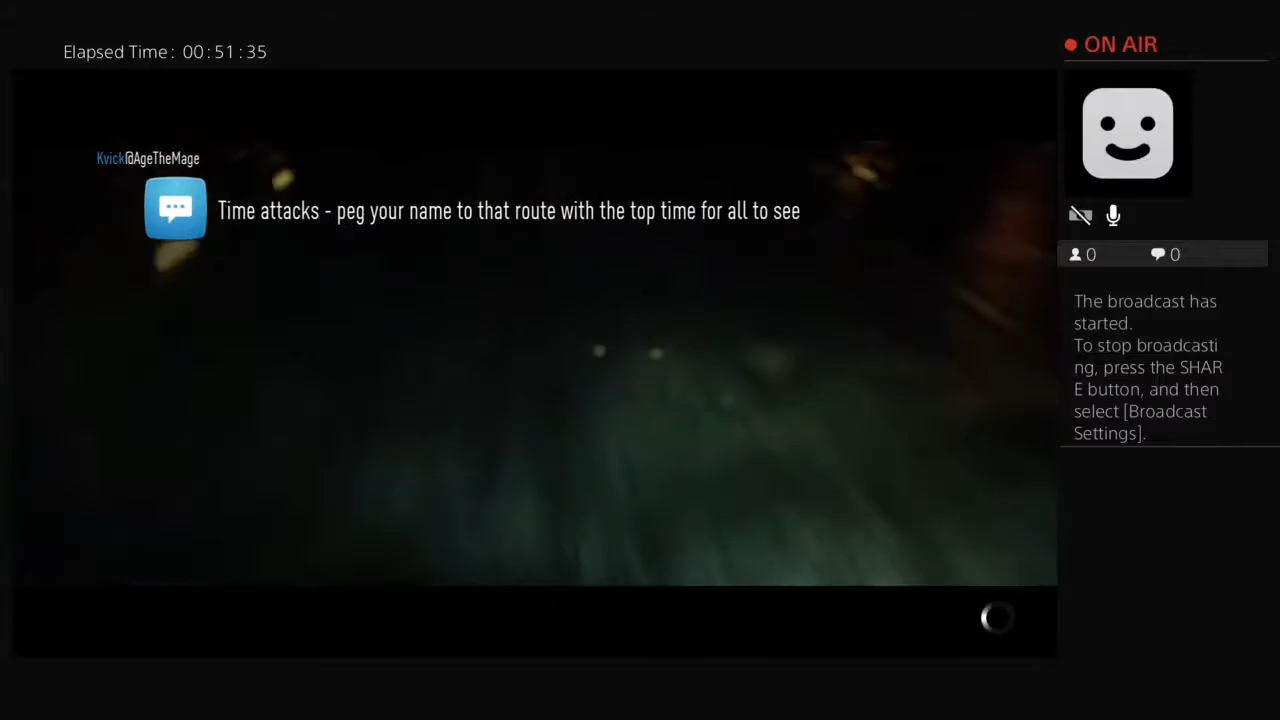 Elapsed Time: 00:51:35
ON AIR
Kvick@AgeTheMage
Time attacks - peg your name to that route with the top time for all to see
0 0
The broadcast has
started.
To stop broadcasti
ng, press the SHAR
E button, and then
select [Broadcast
Settings].